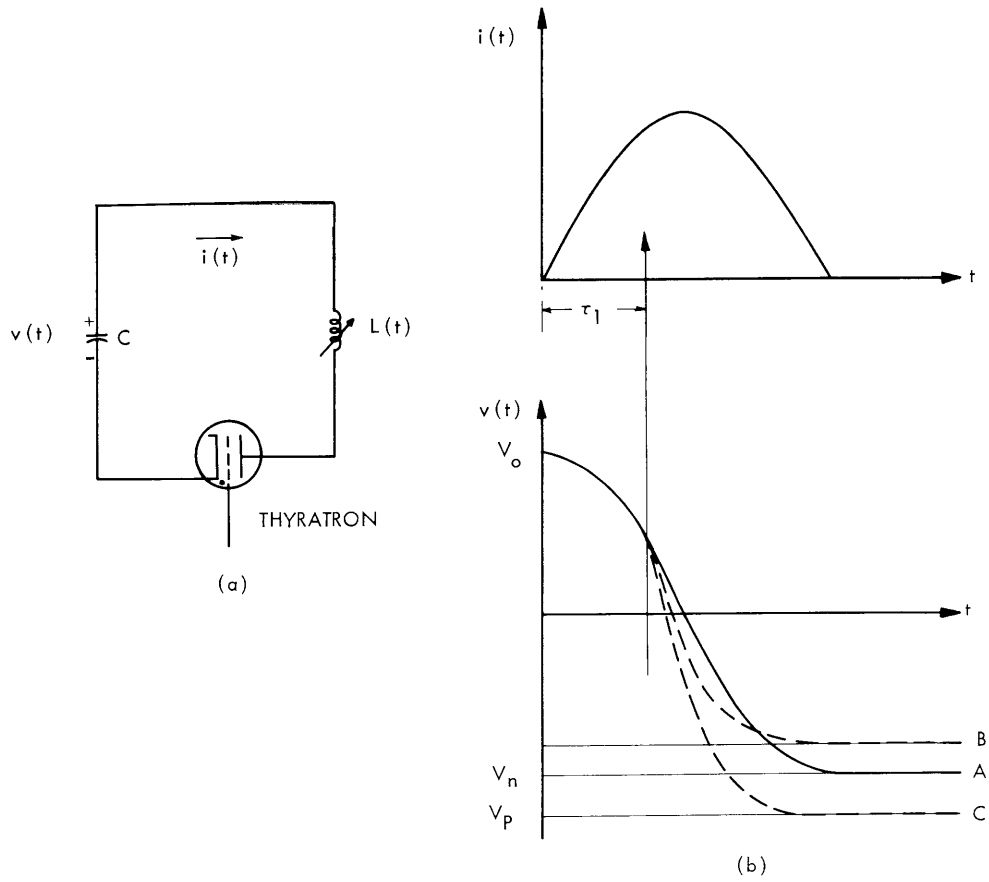 i(t)
i(t)
v(t)
+
-
C
L(t)
THYRATRON
(a)
t
τ1
v(t)
Vo
t
B
Vn
A
Vp
C
(b)